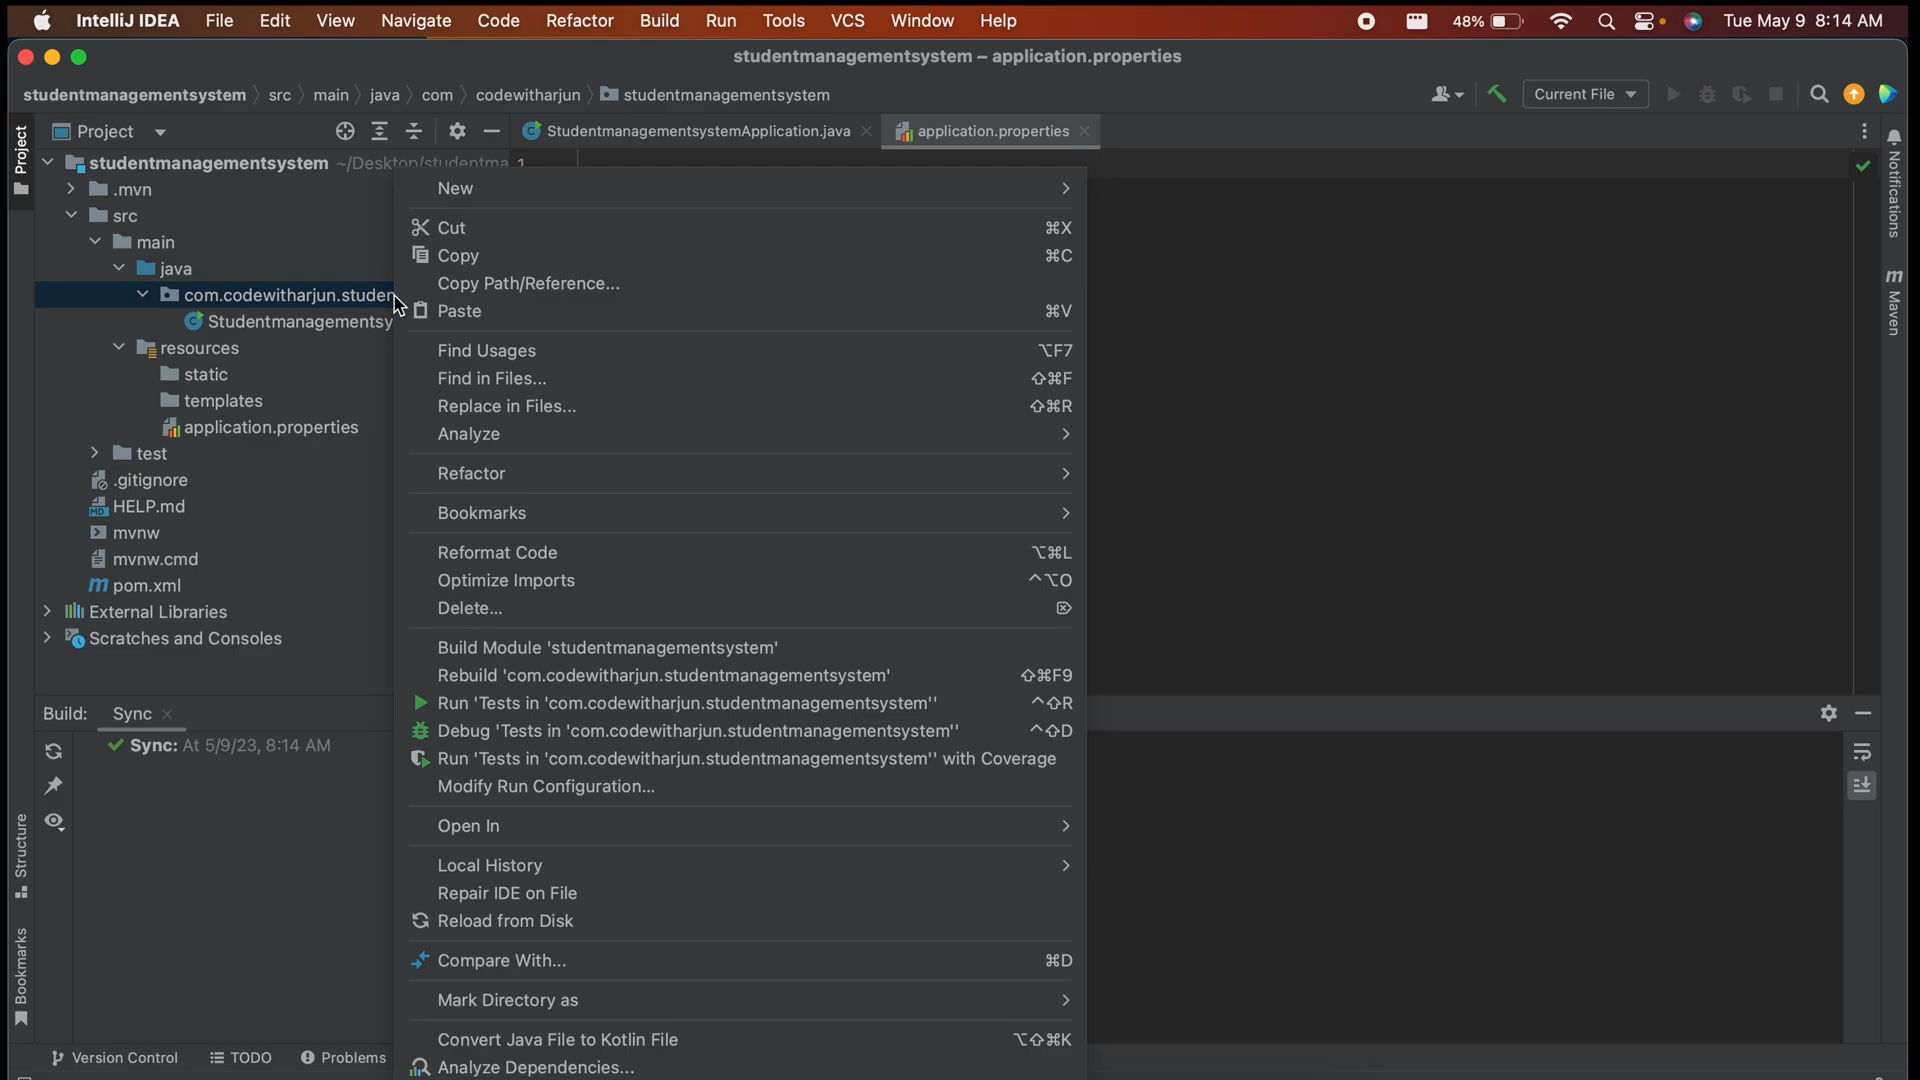 IntelliJ IDEA File Edit View Navigate Code Refactor Build Run Tools VCS Window Help 48% Tue May 9 8:14 AM
studentmanagementsystem – application.properties
studentmanagementsystem src main java com codewitharjun studentmanagementsystem Current File
Project
Project
StudentmanagementsystemApplication.java
application.properties
Notifications
Maven
studentmanagementsystem ~/Desktop/studentma
1
.mvn
src
main
java
com.codewitharjun.studen
Studentmanagementsy
resources
static
templates
application.properties
test
.gitignore
HELP.md
mvnw
mvnw.cmd
pom.xml
External Libraries
Scratches and Consoles
New
Cut ⌘X
Copy ⌘C
Copy Path/Reference...
Paste ⌘V
Find Usages ⌥F7
Find in Files... ⇧⌘F
Replace in Files... ⇧⌘R
Analyze
Refactor
Bookmarks
Reformat Code ⌥⌘L
Optimize Imports ^⌥O
Delete... ⌦
Build Module 'studentmanagementsystem'
Rebuild 'com.codewitharjun.studentmanagementsystem' ⇧⌘F9
Run 'Tests in 'com.codewitharjun.studentmanagementsystem'' ^⇧R
Debug 'Tests in 'com.codewitharjun.studentmanagementsystem'' ^⇧D
Run 'Tests in 'com.codewitharjun.studentmanagementsystem'' with Coverage
Modify Run Configuration...
Open In
Local History
Repair IDE on File
Reload from Disk
Compare With... ⌘D
Mark Directory as
Convert Java File to Kotlin File ⌥⇧⌘K
Analyze Dependencies...
Build: Sync
Sync: At 5/9/23, 8:14 AM
Structure
Bookmarks
Version Control TODO Problems